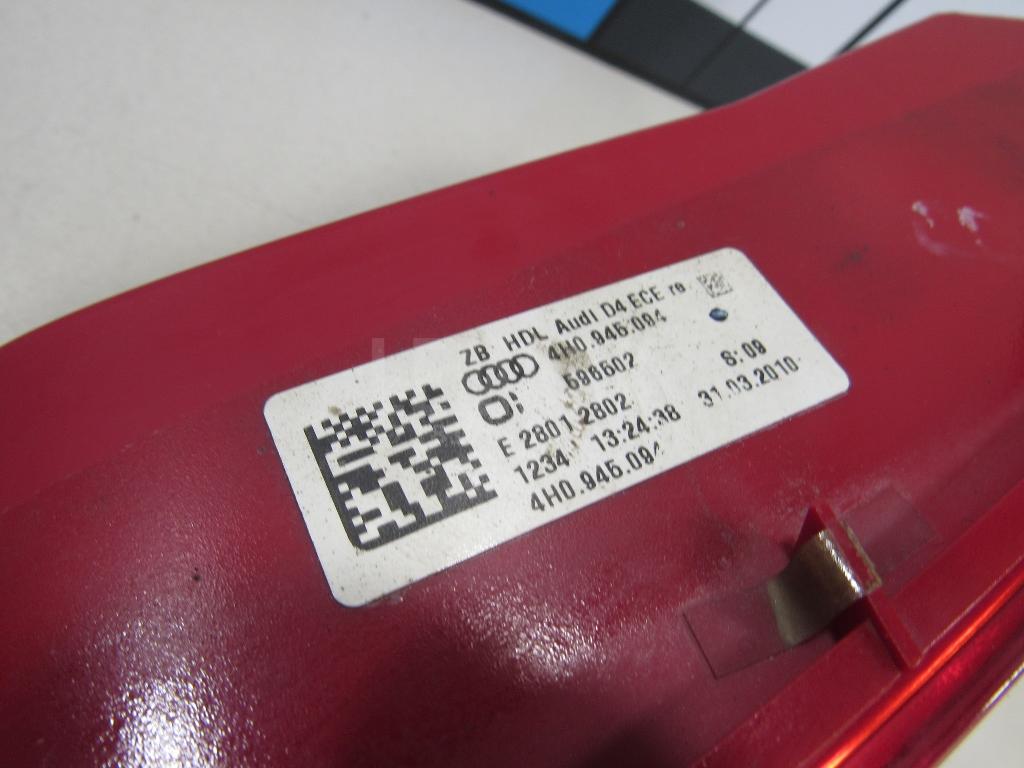 ZB HDL Audi D4 ECE re
4H0.945.094
696602
E 2801 2802 S: 09
1234 13:24:38 31.03.2010
4H0.945.094